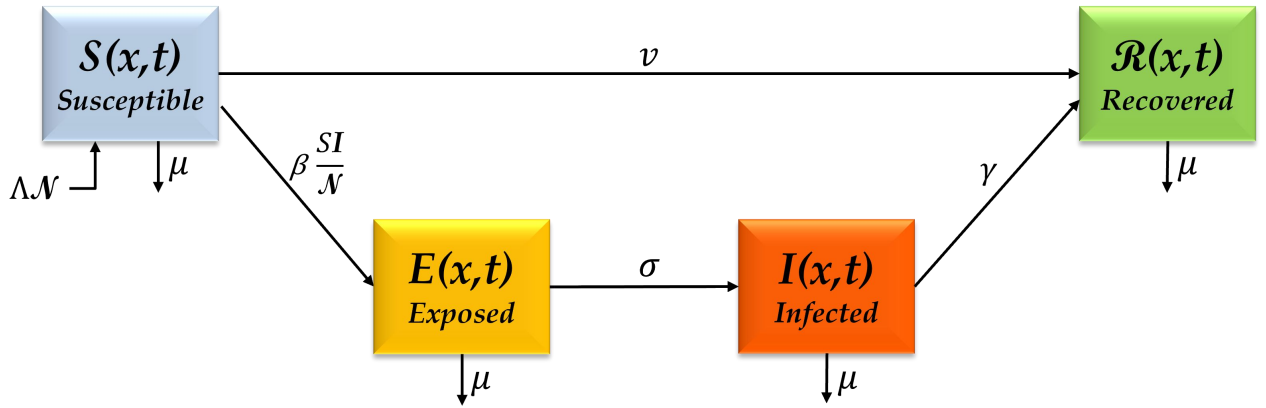 S(x,t)
Susceptible
ν
ℛ(x,t)
Recovered
β SI/𝒩
Λ𝒩
μ
γ
μ
E(x,t)
Exposed
σ
I(x,t)
Infected
μ
μ